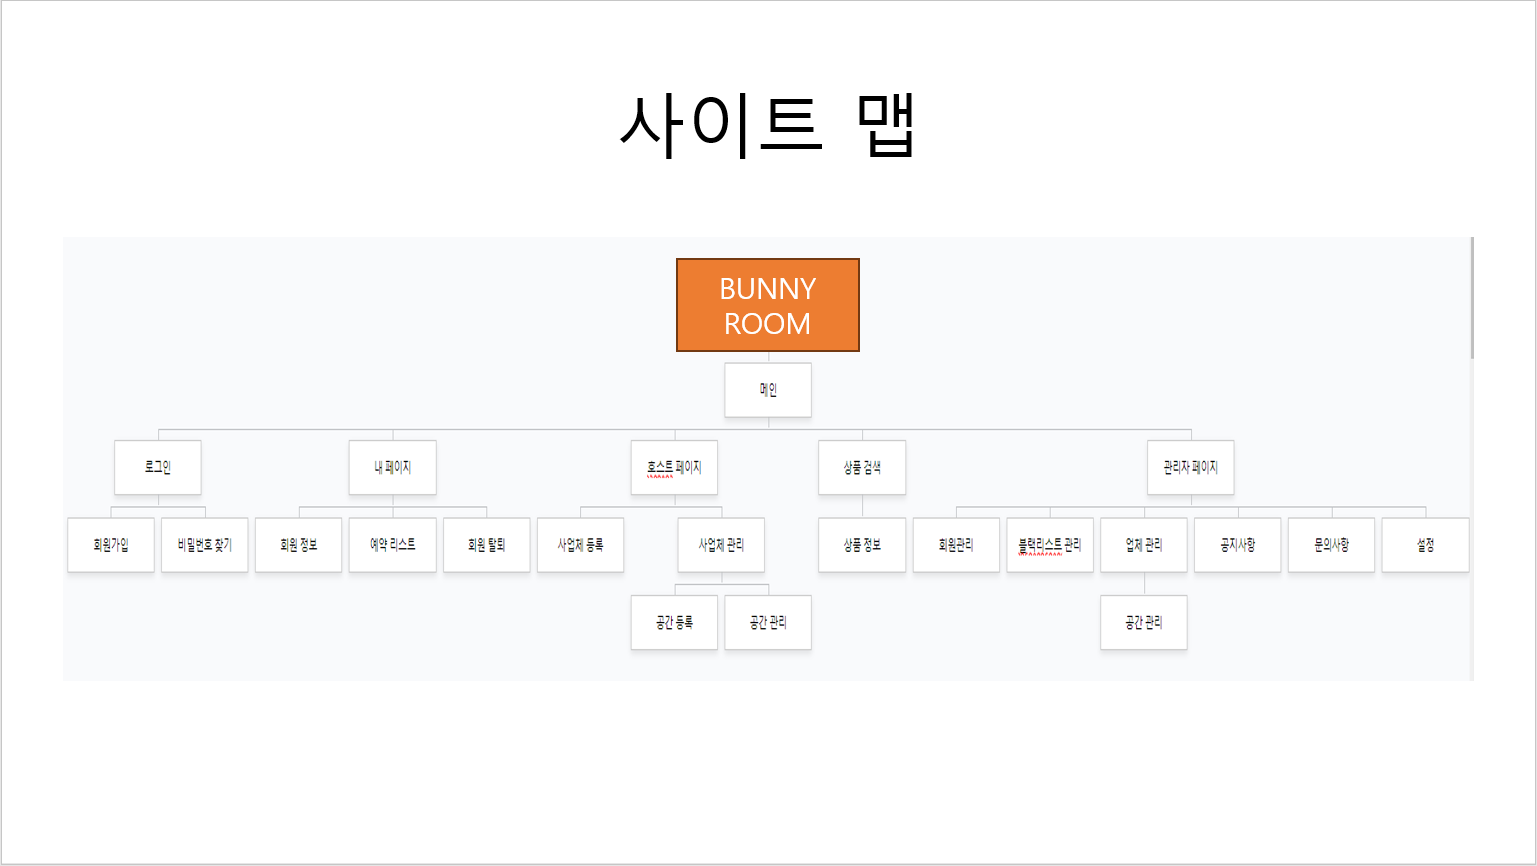 사이트 맵
BUNNY
ROOM
메인
로그인
내 페이지
호스트 페이지
상품 검색
관리자 페이지
회원가입
비밀번호 찾기
회원 정보
예약 리스트
회원 탈퇴
사업체 등록
사업체 관리
상품 정보
회원관리
블랙리스트 관리
업체 관리
공지사항
문의사항
설정
공간 등록
공간 관리
공간 관리